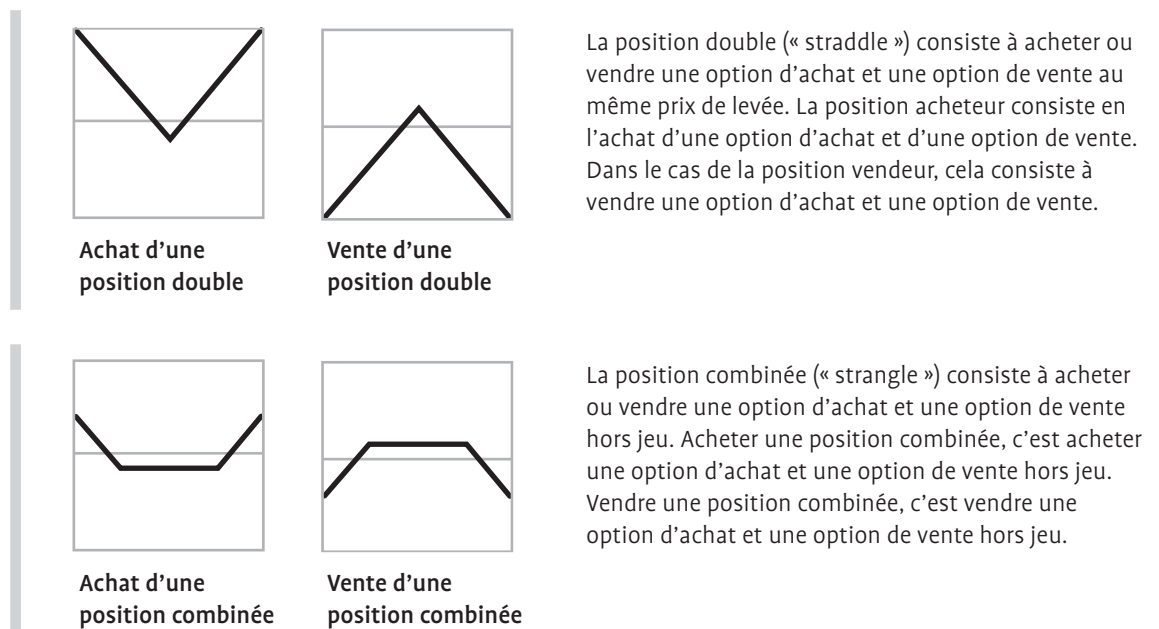 La position double (« straddle ») consiste à acheter ou
vendre une option d’achat et une option de vente au
même prix de levée. La position acheteur consiste en
l’achat d’une option d’achat et d’une option de vente.
Dans le cas de la position vendeur, cela consiste à
vendre une option d’achat et une option de vente.
Achat d’une
position double
Vente d’une
position double
La position combinée (« strangle ») consiste à acheter
ou vendre une option d’achat et une option de vente
hors jeu. Acheter une position combinée, c’est acheter
une option d’achat et une option de vente hors jeu.
Vendre une position combinée, c’est vendre une
option d’achat et une option de vente hors jeu.
Achat d’une
position combinée
Vente d’une
position combinée